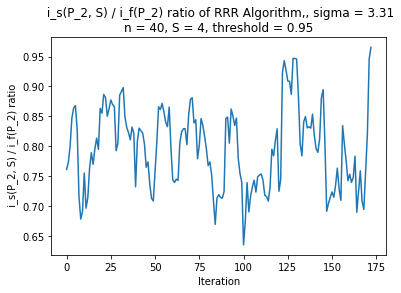 i_s(P_2, S) / i_f(P_2) ratio of RRR Algorithm,, sigma = 3.31
n = 40, S = 4, threshold = 0.95
i_s(P_2, S) / i_f(P_2) ratio
0.95
0.90
0.85
0.80
0.75
0.70
0.65
0 25 50 75 100 125 150 175
Iteration